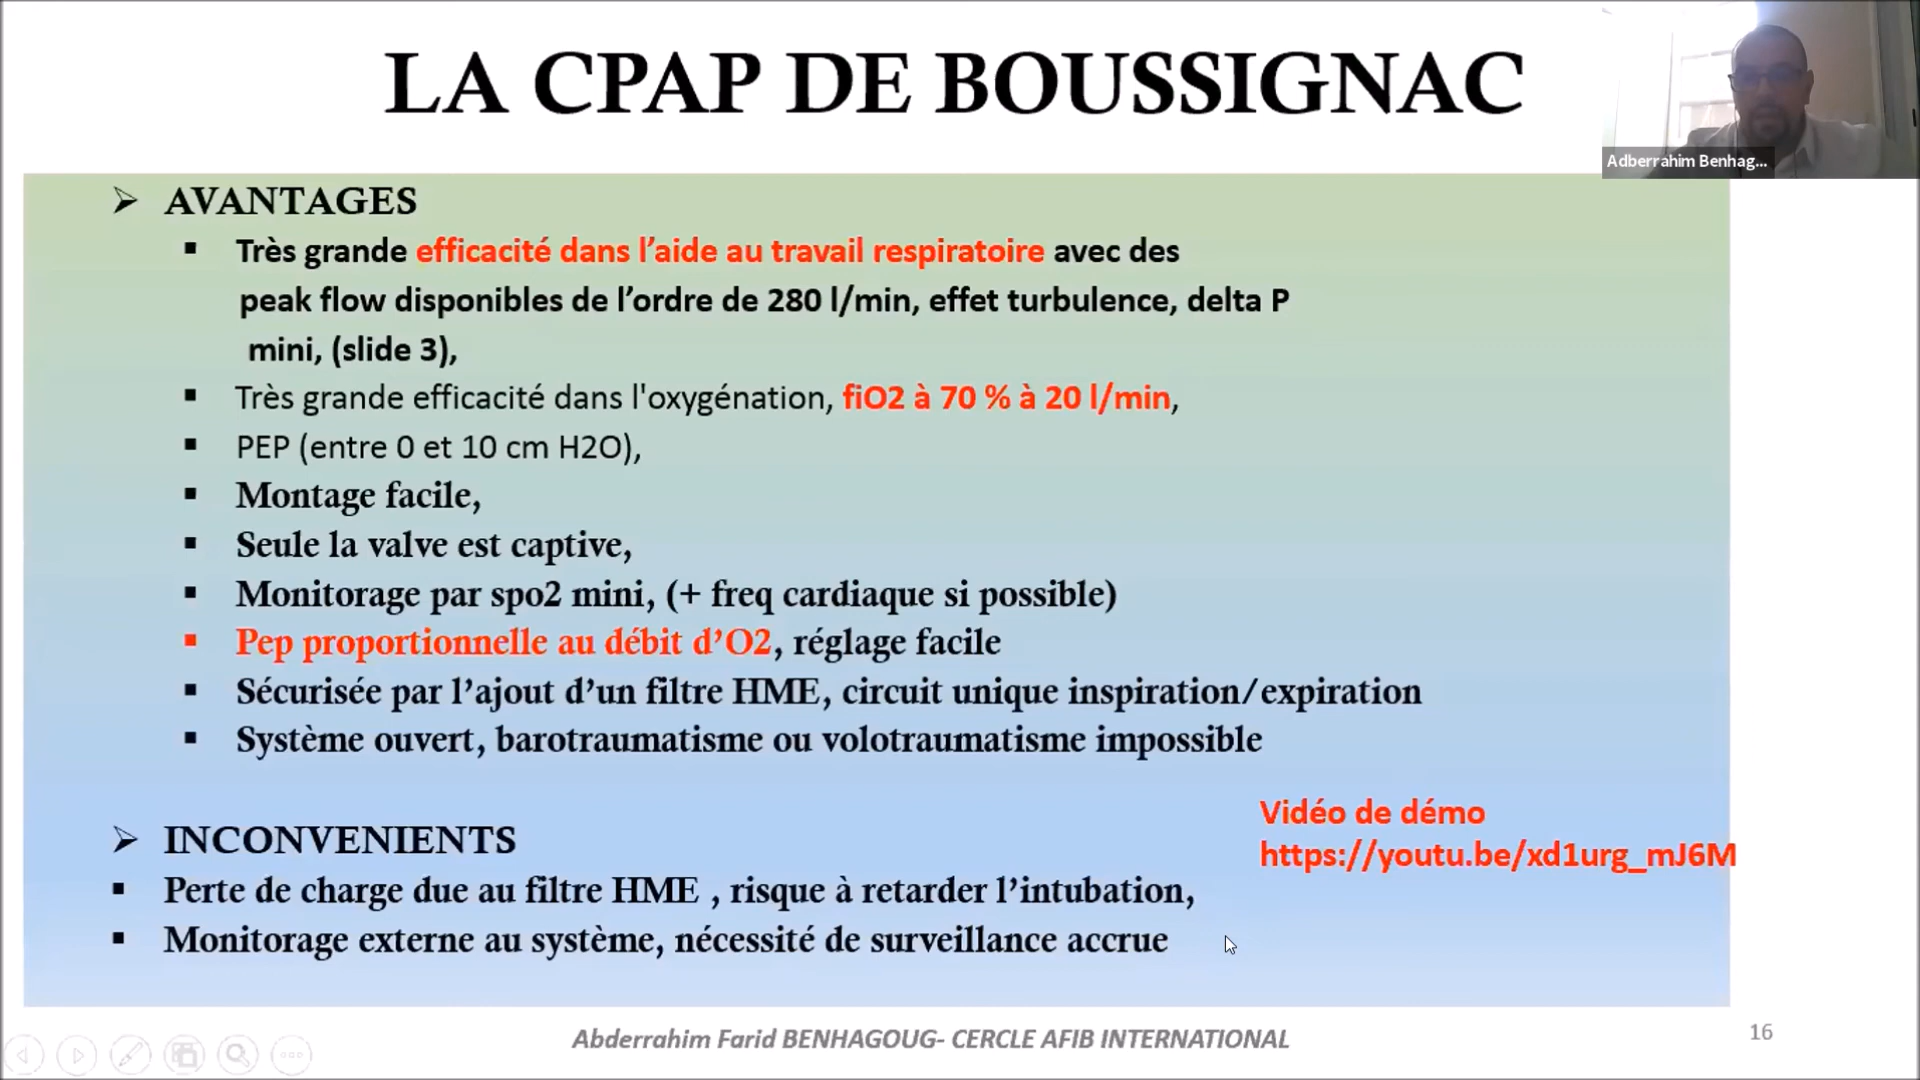 LA CPAP DE BOUSSIGNAC
Adberrahim Benhag...
AVANTAGES
Très grande efficacité dans l’aide au travail respiratoire avec des
peak flow disponibles de l’ordre de 280 l/min, effet turbulence, delta P
mini, (slide 3),
Très grande efficacité dans l'oxygénation, fiO2 à 70 % à 20 l/min,
PEP (entre 0 et 10 cm H2O),
Montage facile,
Seule la valve est captive,
Monitorage par spo2 mini, (+ freq cardiaque si possible)
Pep proportionnelle au débit d’O2, réglage facile
Sécurisée par l’ajout d’un filtre HME, circuit unique inspiration/expiration
Système ouvert, barotraumatisme ou volotraumatisme impossible
Vidéo de démo
https://youtu.be/xd1urg_mJ6M
INCONVENIENTS
Perte de charge due au filtre HME , risque à retarder l’intubation,
Monitorage externe au système, nécessité de surveillance accrue
Abderrahim Farid BENHAGOUG- CERCLE AFIB INTERNATIONAL
16